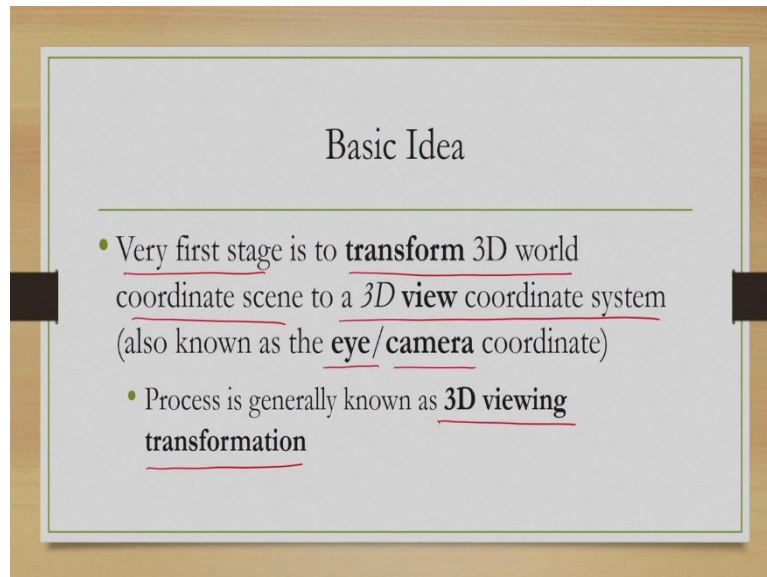 Basic Idea
• Very first stage is to transform 3D world
coordinate scene to a 3D view coordinate system
(also known as the eye/camera coordinate)
• Process is generally known as 3D viewing
transformation